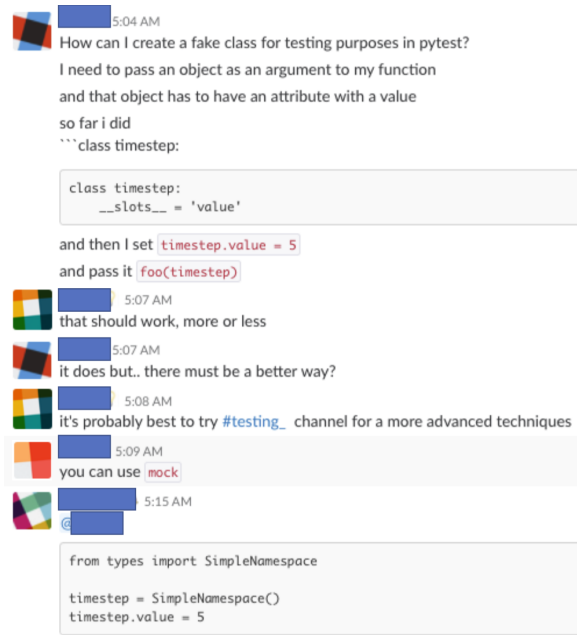 5:04 AM
How can I create a fake class for testing purposes in pytest?
I need to pass an object as an argument to my function
and that object has to have an attribute with a value
so far i did
```class timestep:
class timestep:
    __slots__ = 'value'
and then I set timestep.value = 5
and pass it foo(timestep)
5:07 AM
that should work, more or less
5:07 AM
it does but.. there must be a better way?
5:08 AM
it's probably best to try #testing_ channel for a more advanced techniques
5:09 AM
you can use mock
5:15 AM
@
from types import SimpleNamespace
timestep = SimpleNamespace()
timestep.value = 5